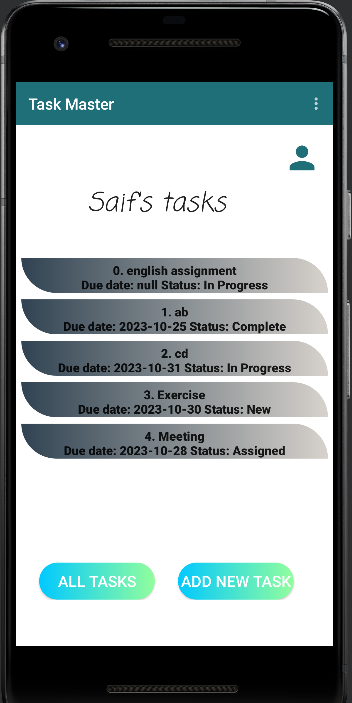 Task Master
Saif's tasks
0. english assignment
Due date: null Status: In Progress
1. ab
Due date: 2023-10-25 Status: Complete
2. cd
Due date: 2023-10-31 Status: In Progress
3. Exercise
Due date: 2023-10-30 Status: New
4. Meeting
Due date: 2023-10-28 Status: Assigned
ALL TASKS
ADD NEW TASK